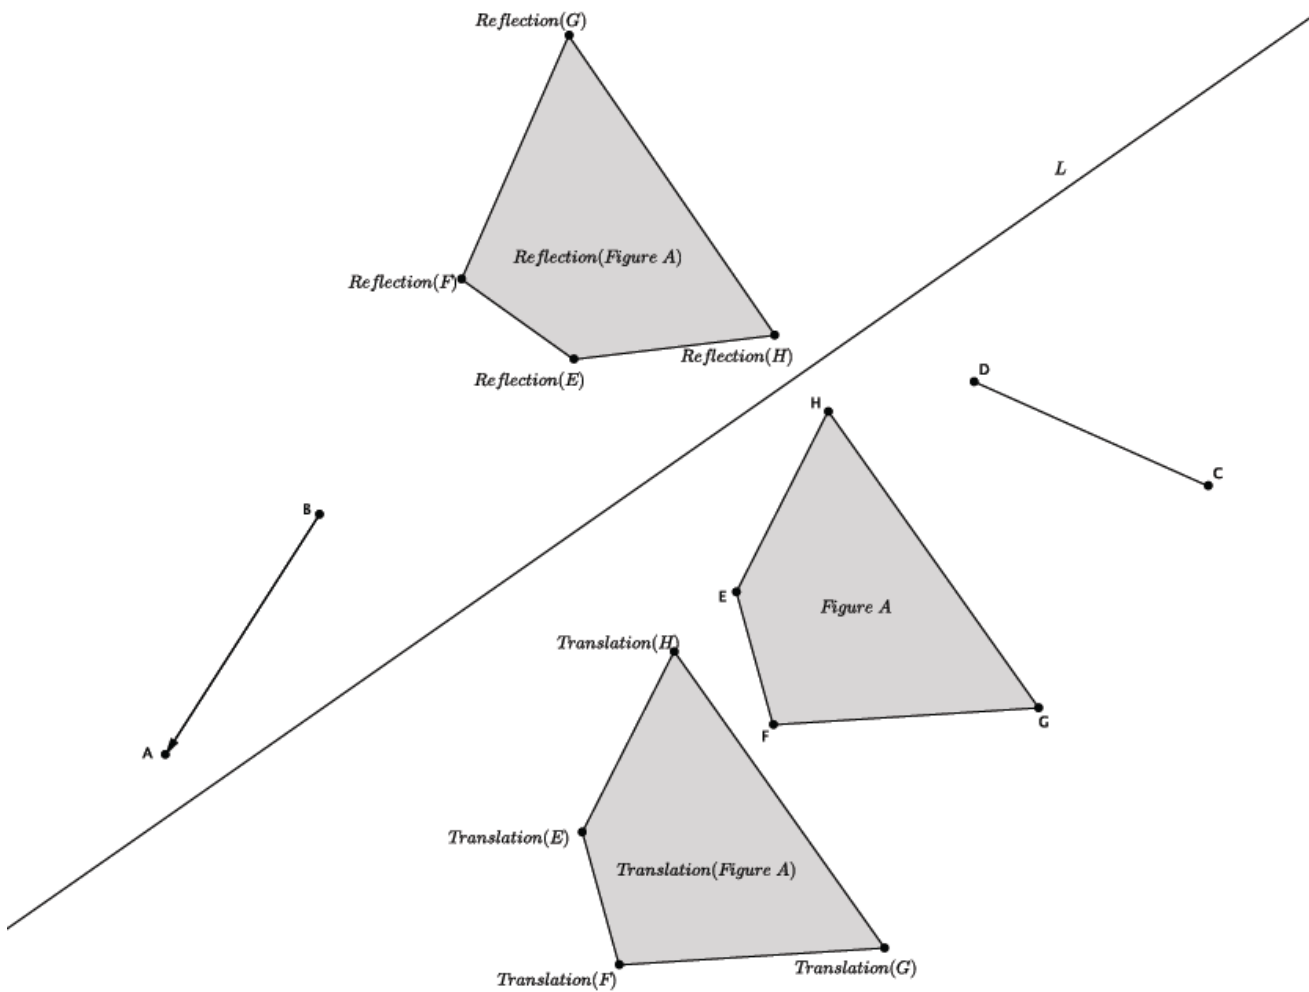 Reflection(G)
L
Reflection(Figure A)
Reflection(F)
Reflection(H)
D
Reflection(E)
H
C
B
E
Figure A
Translation(H)
G
F
A
Translation(E)
Translation(Figure A)
Translation(G)
Translation(F)